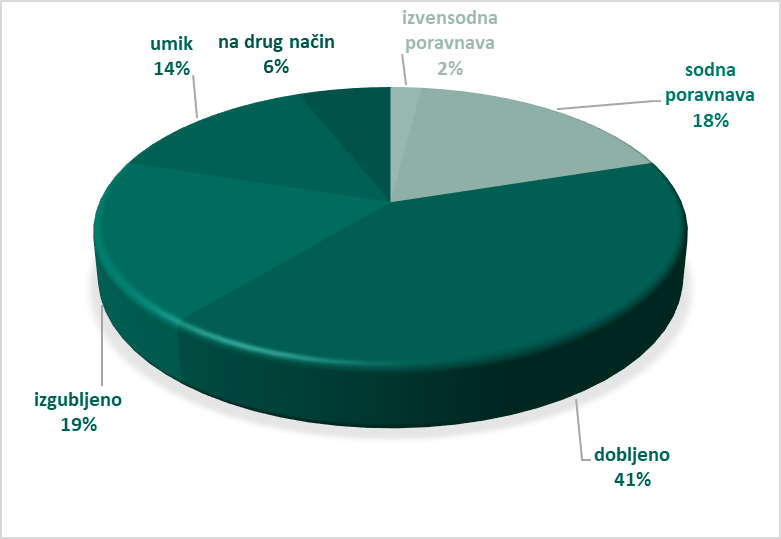 izvensodna
poravnava
2%
sodna
poravnava
18%
dobljeno
41%
izgubljeno
19%
umik
14%
na drug način
6%